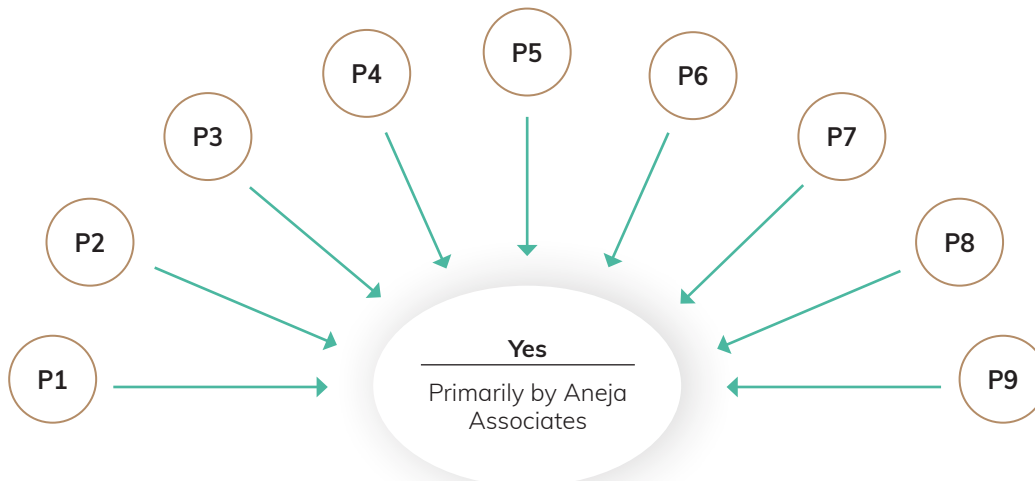 P1
P2
P3
P4
P5
P6
P7
P8
P9
Yes
Primarily by Aneja
Associates